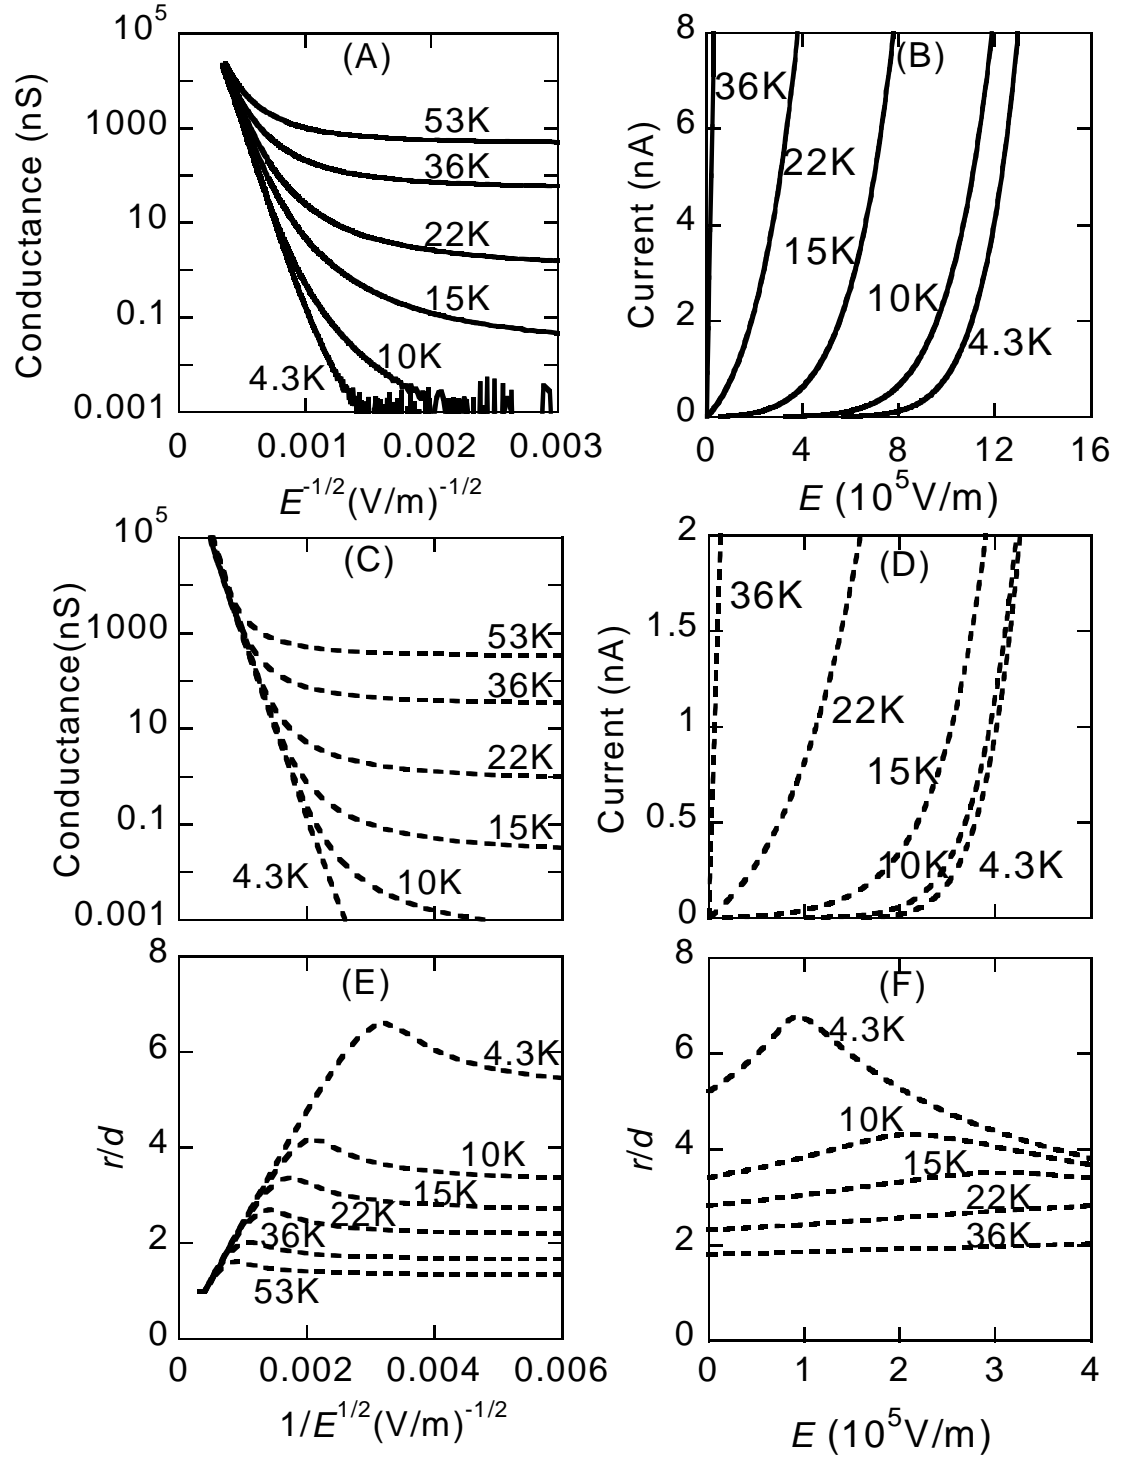 (A)
10^5
1000
10
0.1
0.001
Conductance (nS)
53K
36K
22K
15K
10K
4.3K
0 0.001 0.002 0.003
E^-1/2 (V/m)^-1/2
(B)
8
6
4
2
0
Current (nA)
36K
22K
15K
10K
4.3K
0 4 8 12 16
E (10^5V/m)
(C)
10^5
1000
10
0.1
0.001
Conductance(nS)
53K
36K
22K
15K
4.3K
10K
(D)
2
1.5
1
0.5
0
Current (nA)
36K
22K
15K
10K
4.3K
(E)
8
6
4
2
0
r/d
4.3K
10K
15K
22K
36K
53K
0 0.002 0.004 0.006
1/E^1/2(V/m)^-1/2
(F)
8
6
4
2
0
r/d
4.3K
10K
15K
22K
36K
0 1 2 3 4
E (10^5V/m)